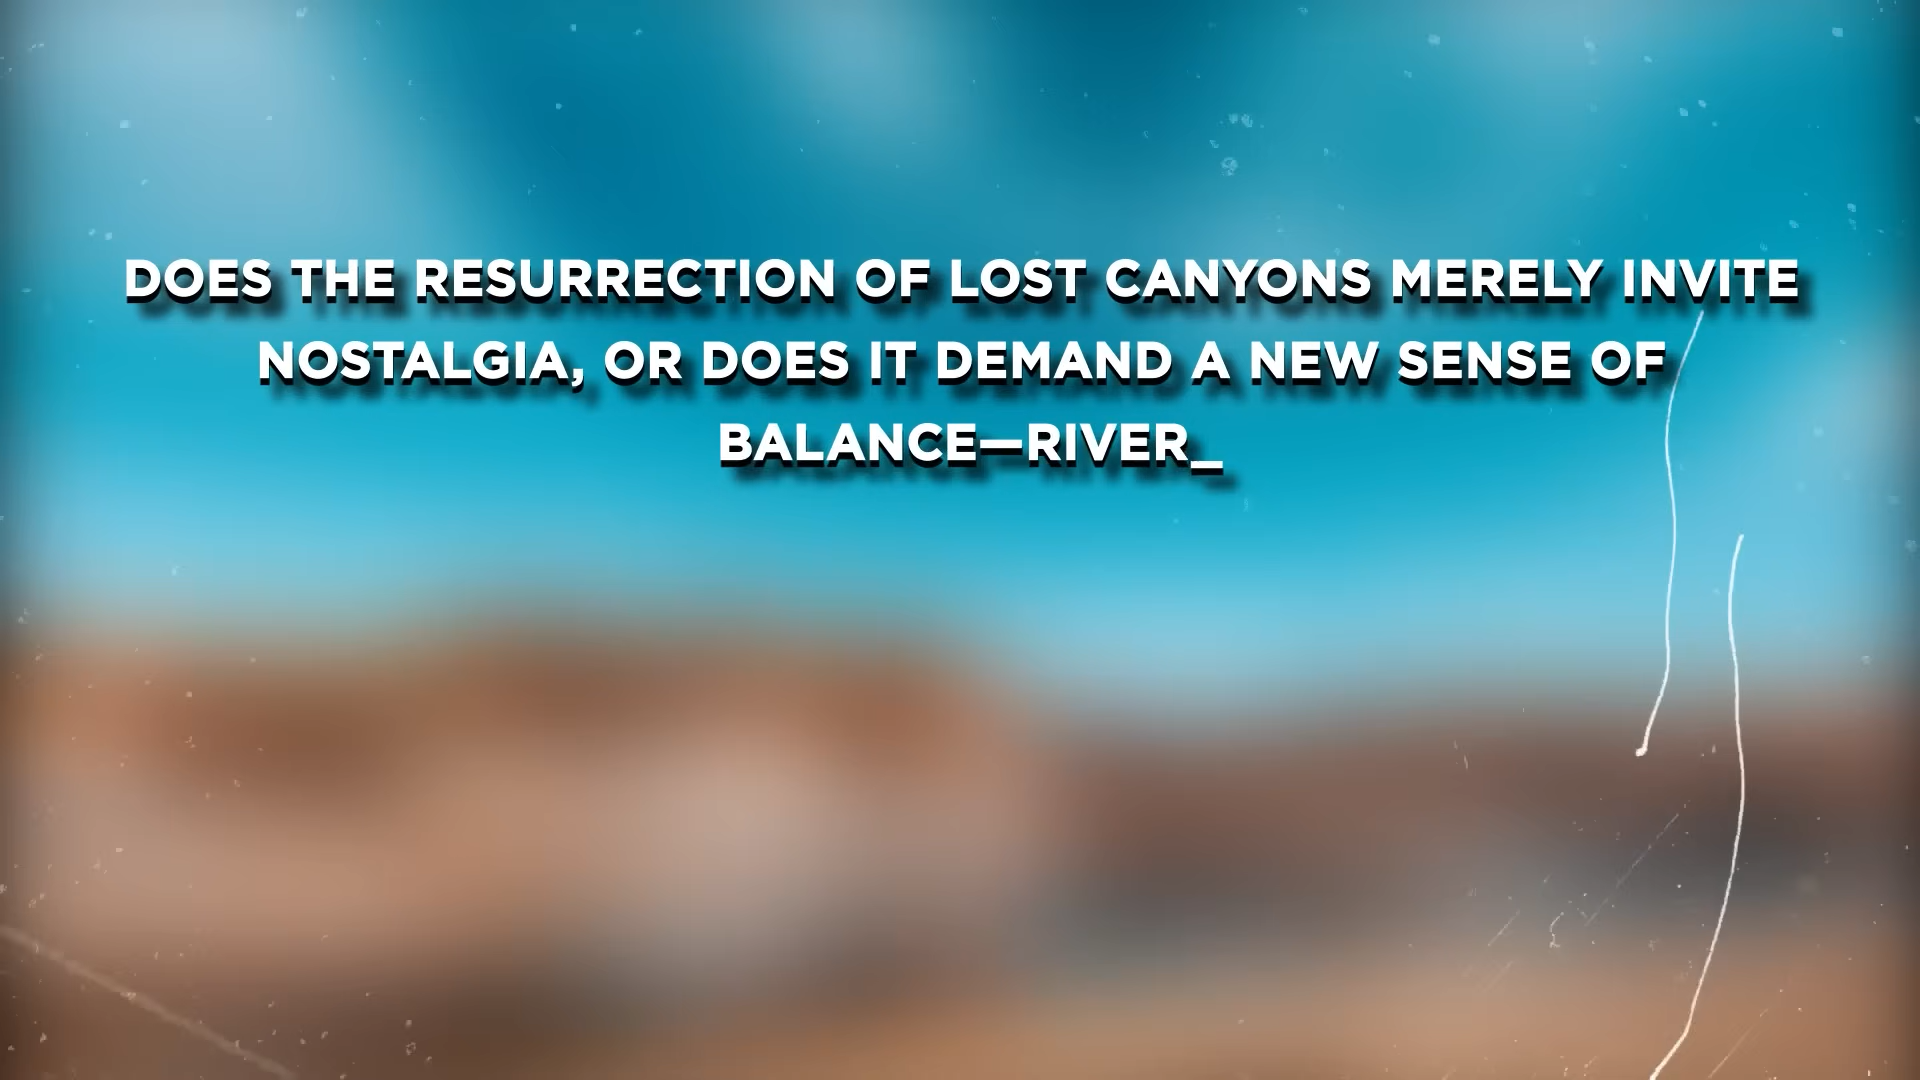 DOES THE RESURRECTION OF LOST CANYONS MERELY INVITE
NOSTALGIA, OR DOES IT DEMAND A NEW SENSE OF
BALANCE—RIVER_